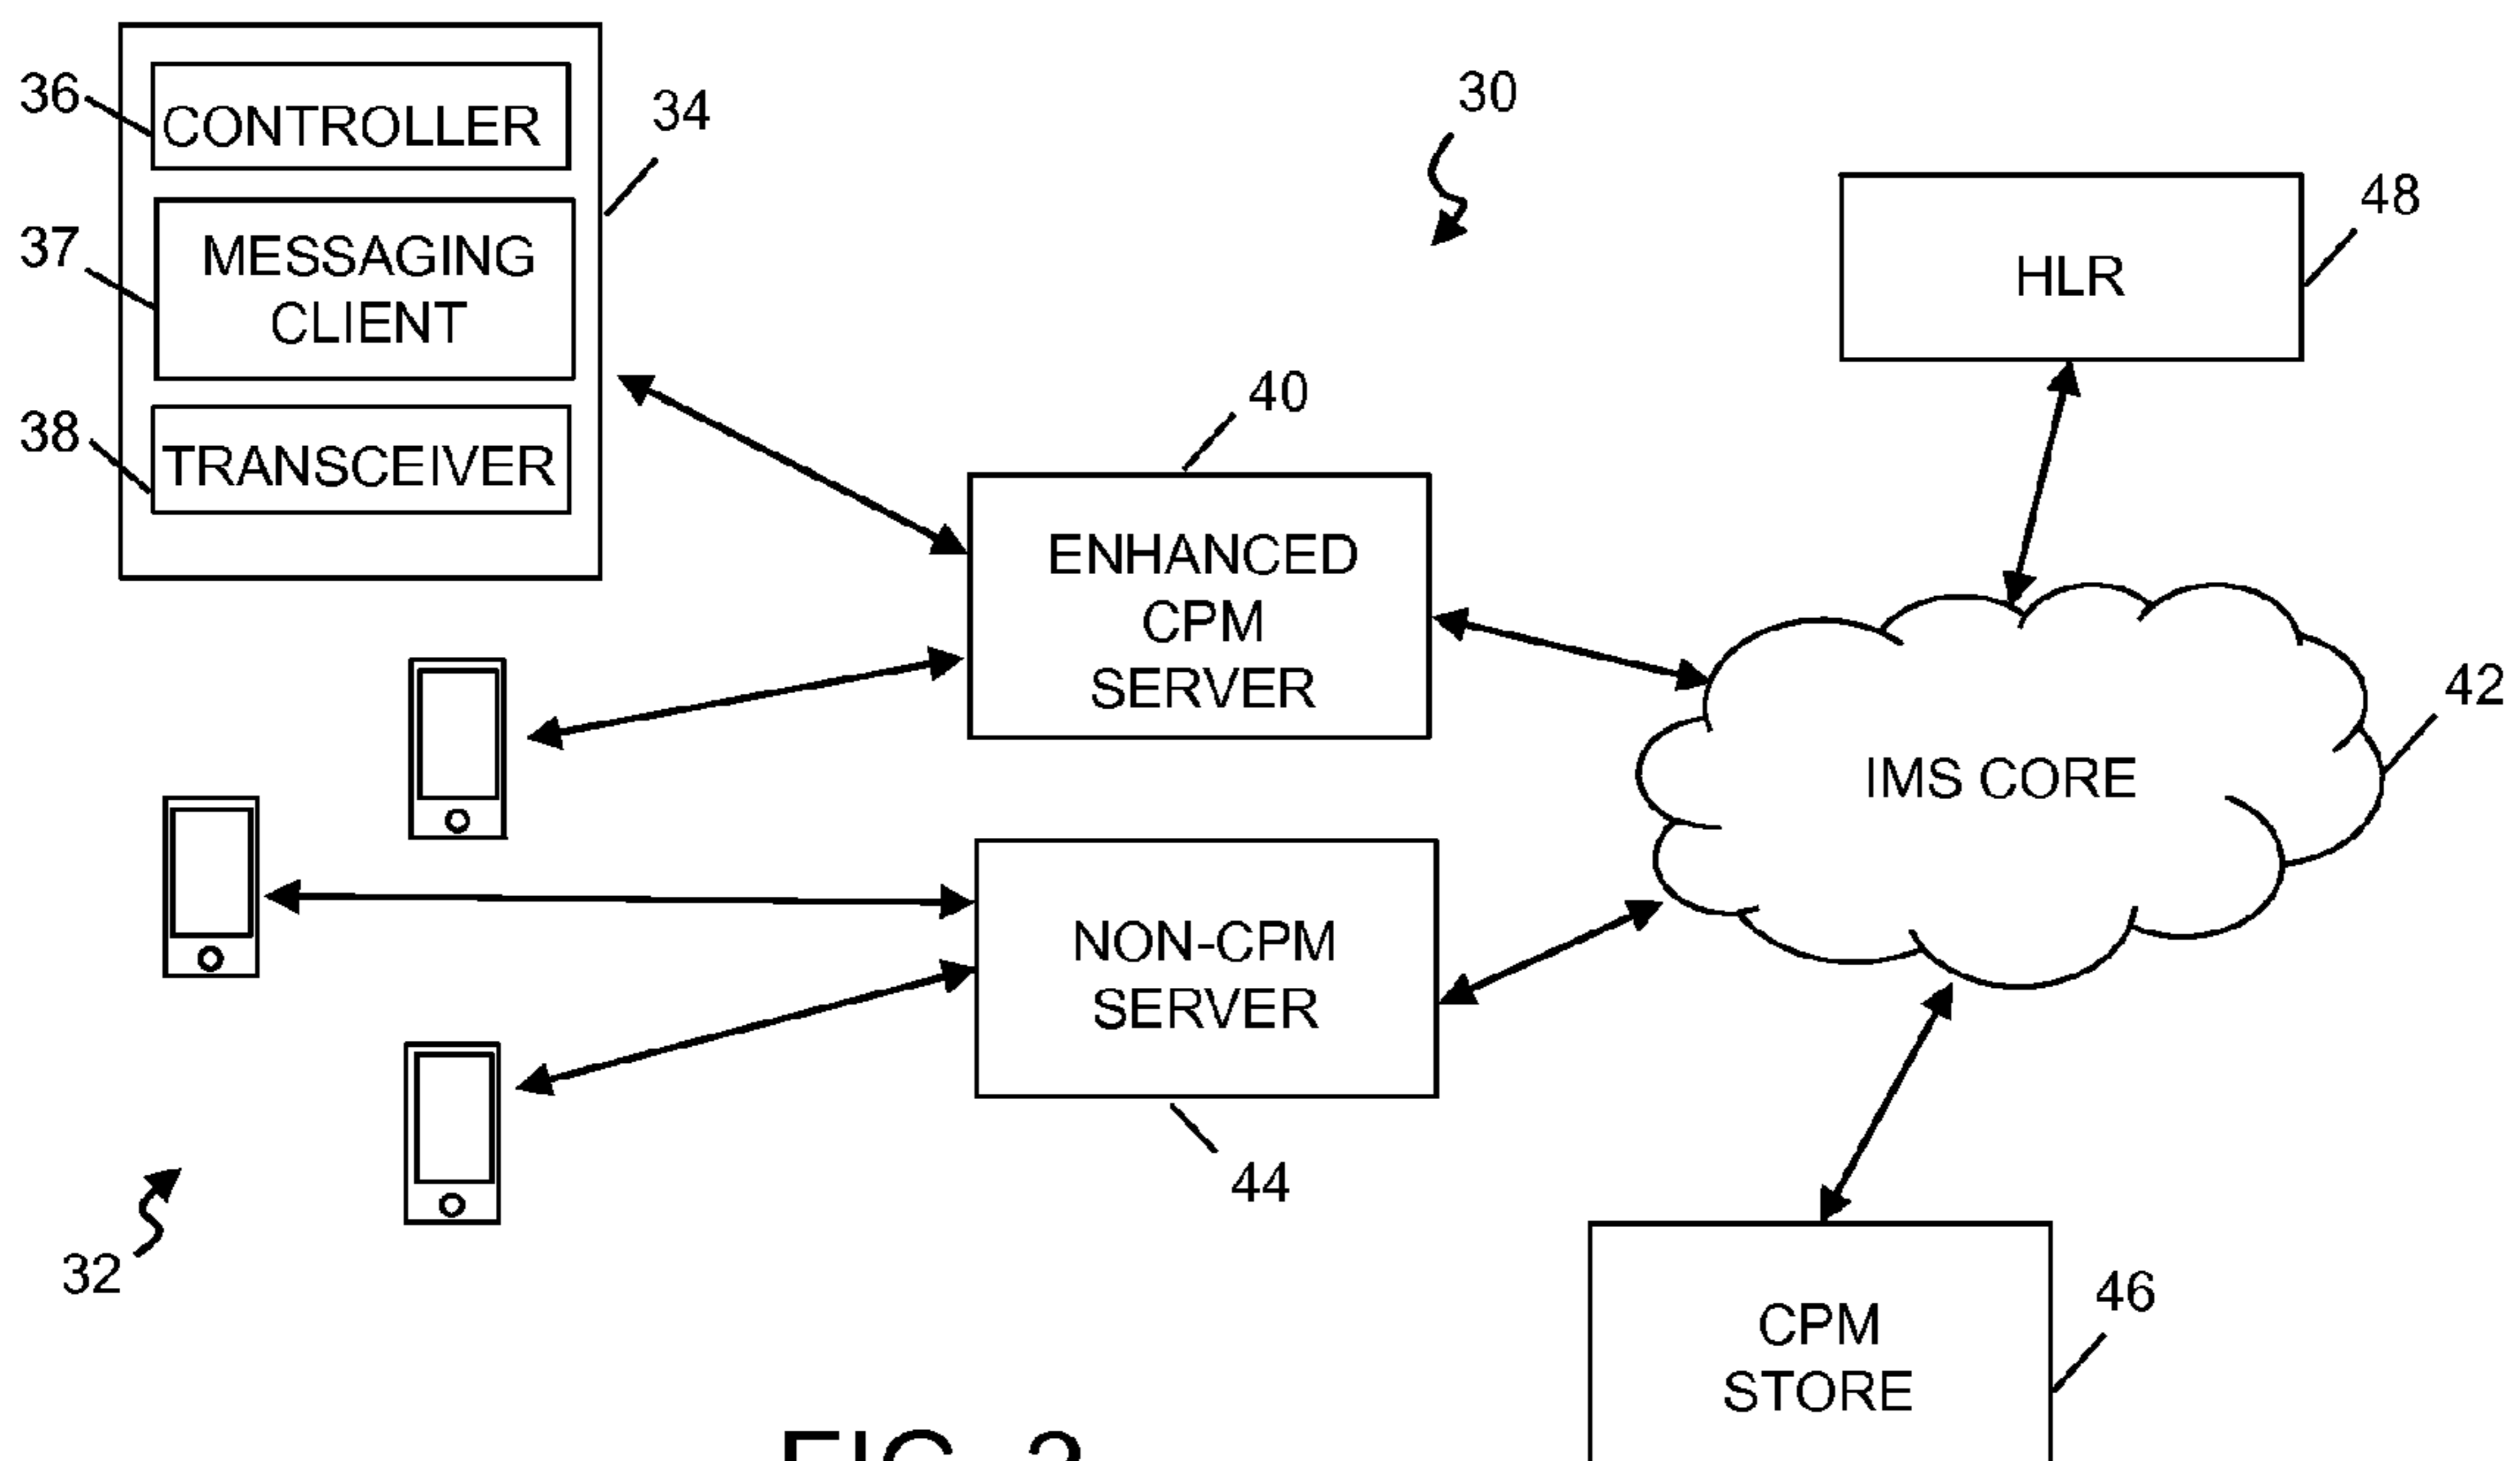 36
CONTROLLER
34
30
48
37
MESSAGING
CLIENT
HLR
38
TRANSCEIVER
40
ENHANCED
CPM
SERVER
42
IMS CORE
NON-CPM
SERVER
44
32
46
CPM
STORE
FIG.